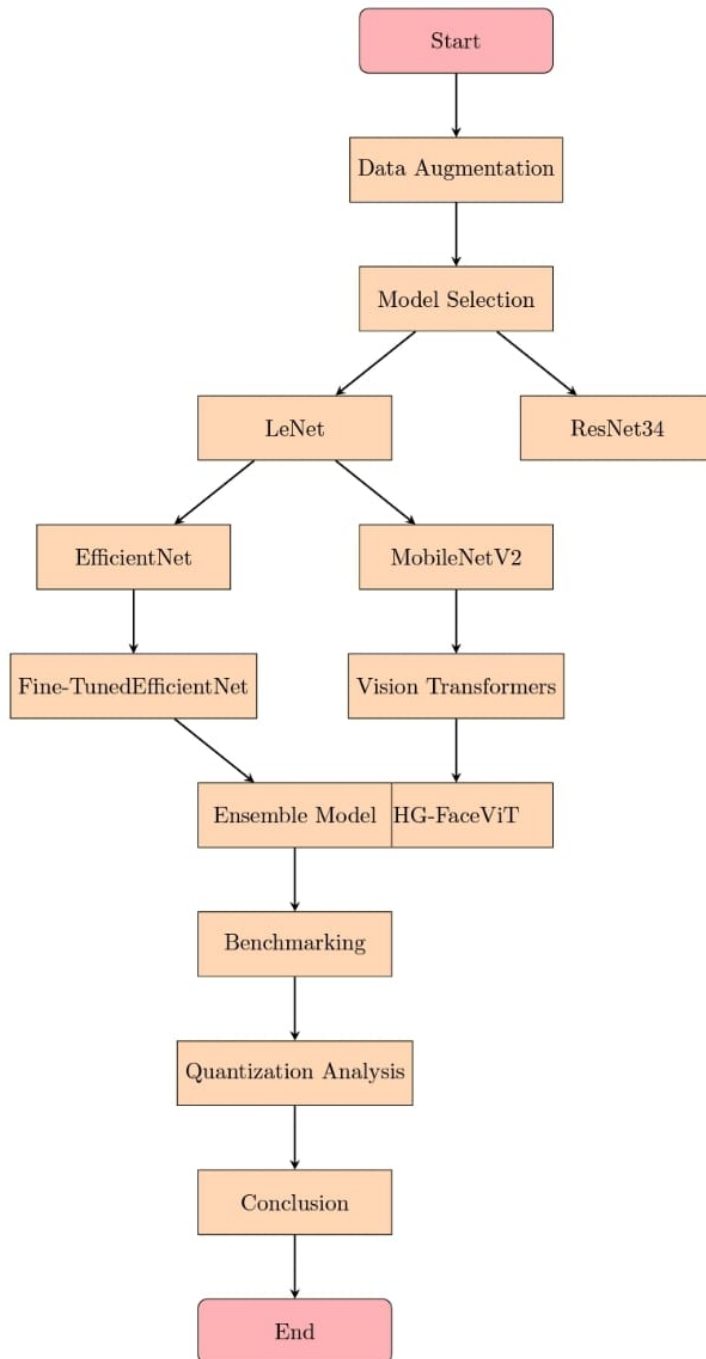 Start
Data Augmentation
Model Selection
LeNet
ResNet34
EfficientNet
MobileNetV2
Fine-TunedEfficientNet
Vision Transformers
Ensemble Model
HG-FaceViT
Benchmarking
Quantization Analysis
Conclusion
End